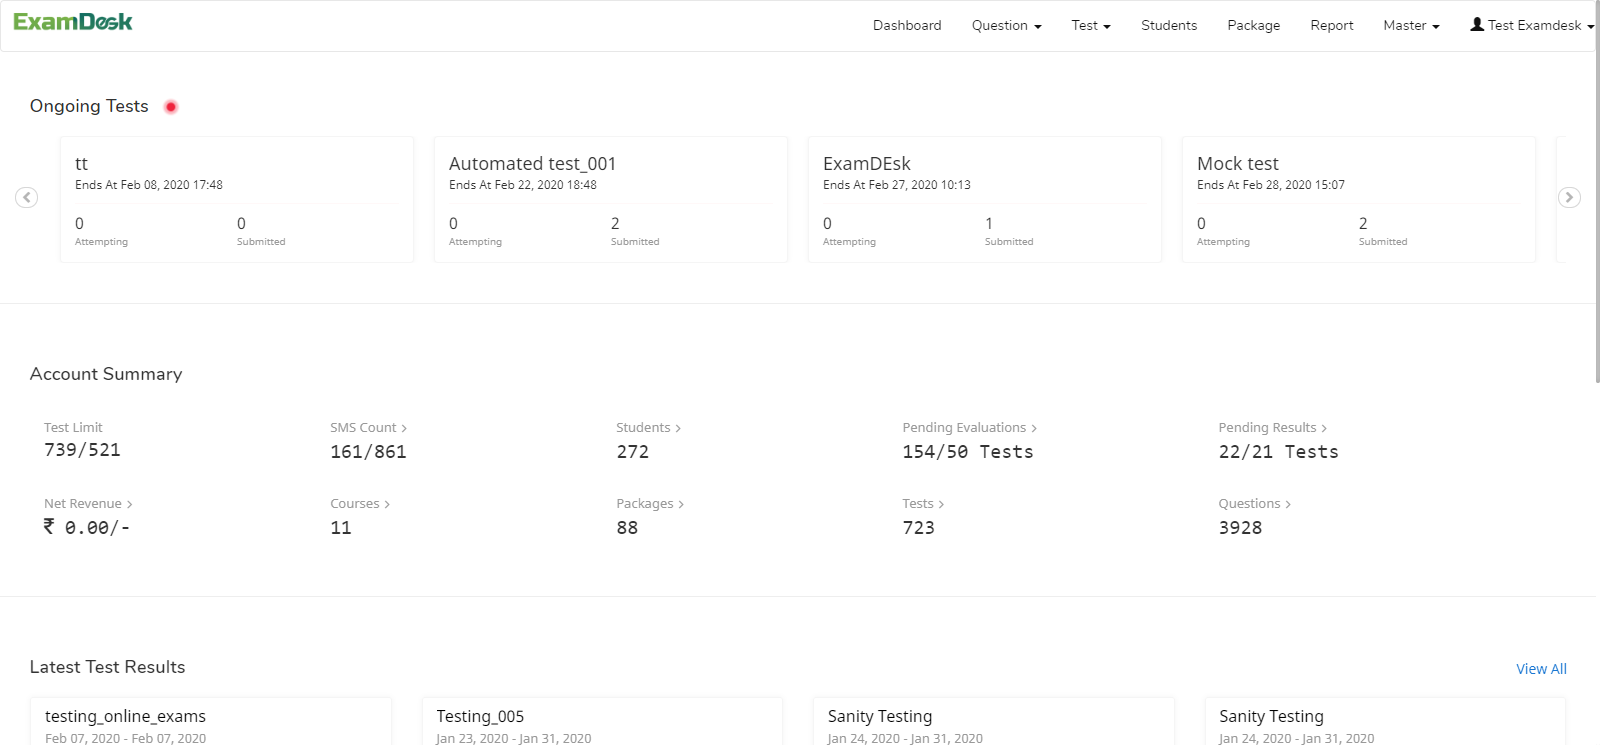 ExamDesk
Dashboard Question Test Students Package Report Master Test Examdesk
Ongoing Tests
tt
Ends At Feb 08, 2020 17:48
0 0
Attempting Submitted
Automated test_001
Ends At Feb 22, 2020 18:48
0 2
Attempting Submitted
ExamDEsk
Ends At Feb 27, 2020 10:13
0 1
Attempting Submitted
Mock test
Ends At Feb 28, 2020 15:07
0 2
Attempting Submitted
Account Summary
Test Limit
739/521
SMS Count
161/861
Students
272
Pending Evaluations
154/50 Tests
Pending Results
22/21 Tests
Net Revenue
₹ 0.00/-
Courses
11
Packages
88
Tests
723
Questions
3928
Latest Test Results
View All
testing_online_exams
Feb 07, 2020 - Feb 07, 2020
Testing_005
Jan 23, 2020 - Jan 31, 2020
Sanity Testing
Jan 24, 2020 - Jan 31, 2020
Sanity Testing
Jan 24, 2020 - Jan 31, 2020